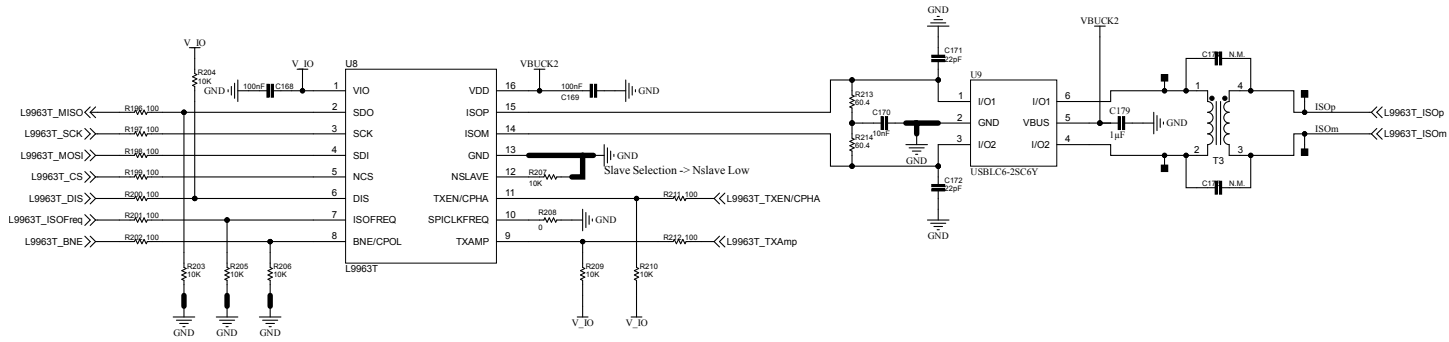 GND
VBUCK2
C171
22pF
C17
N.M.
V_IO
R204
10K
V_IO
U8
VBUCK2
U9
GND
100nF
C168
1
VIO
VDD
16
100nF
C169
GND
R213
60.4
1
I/O1
I/O1
6
1
4
L9963T_MISO
R196
100
2
SDO
ISOP
15
C170
10nF
2
GND
VBUS
5
C179
1µF
GND
ISOp
L9963T_ISOp
L9963T_SCK
R197
100
3
SCK
ISOM
14
R214
60.4
GND
3
I/O2
I/O2
4
2
3
T3
ISOm
L9963T_ISOm
L9963T_MOSI
R198
100
4
SDI
GND
13
GND
USBLC6-2SC6Y
Slave Selection -> Nslave Low
L9963T_CS
R199
100
5
NCS
NSLAVE
12
R207
10K
C172
22pF
C17
N.M.
L9963T_DIS
R200
100
6
DIS
TXEN/CPHA
11
R211
100
L9963T_TXEN/CPHA
L9963T_ISOFreq
R201
100
7
ISOFREQ
SPICLKFREQ
10
R208
0
GND
GND
L9963T_BNE
R202
100
8
BNE/CPOL
TXAMP
9
R212
100
L9963T_TXAmp
L9963T
R203
10K
R205
10K
R206
10K
R209
10K
R210
10K
GND
GND
GND
V_IO
V_IO